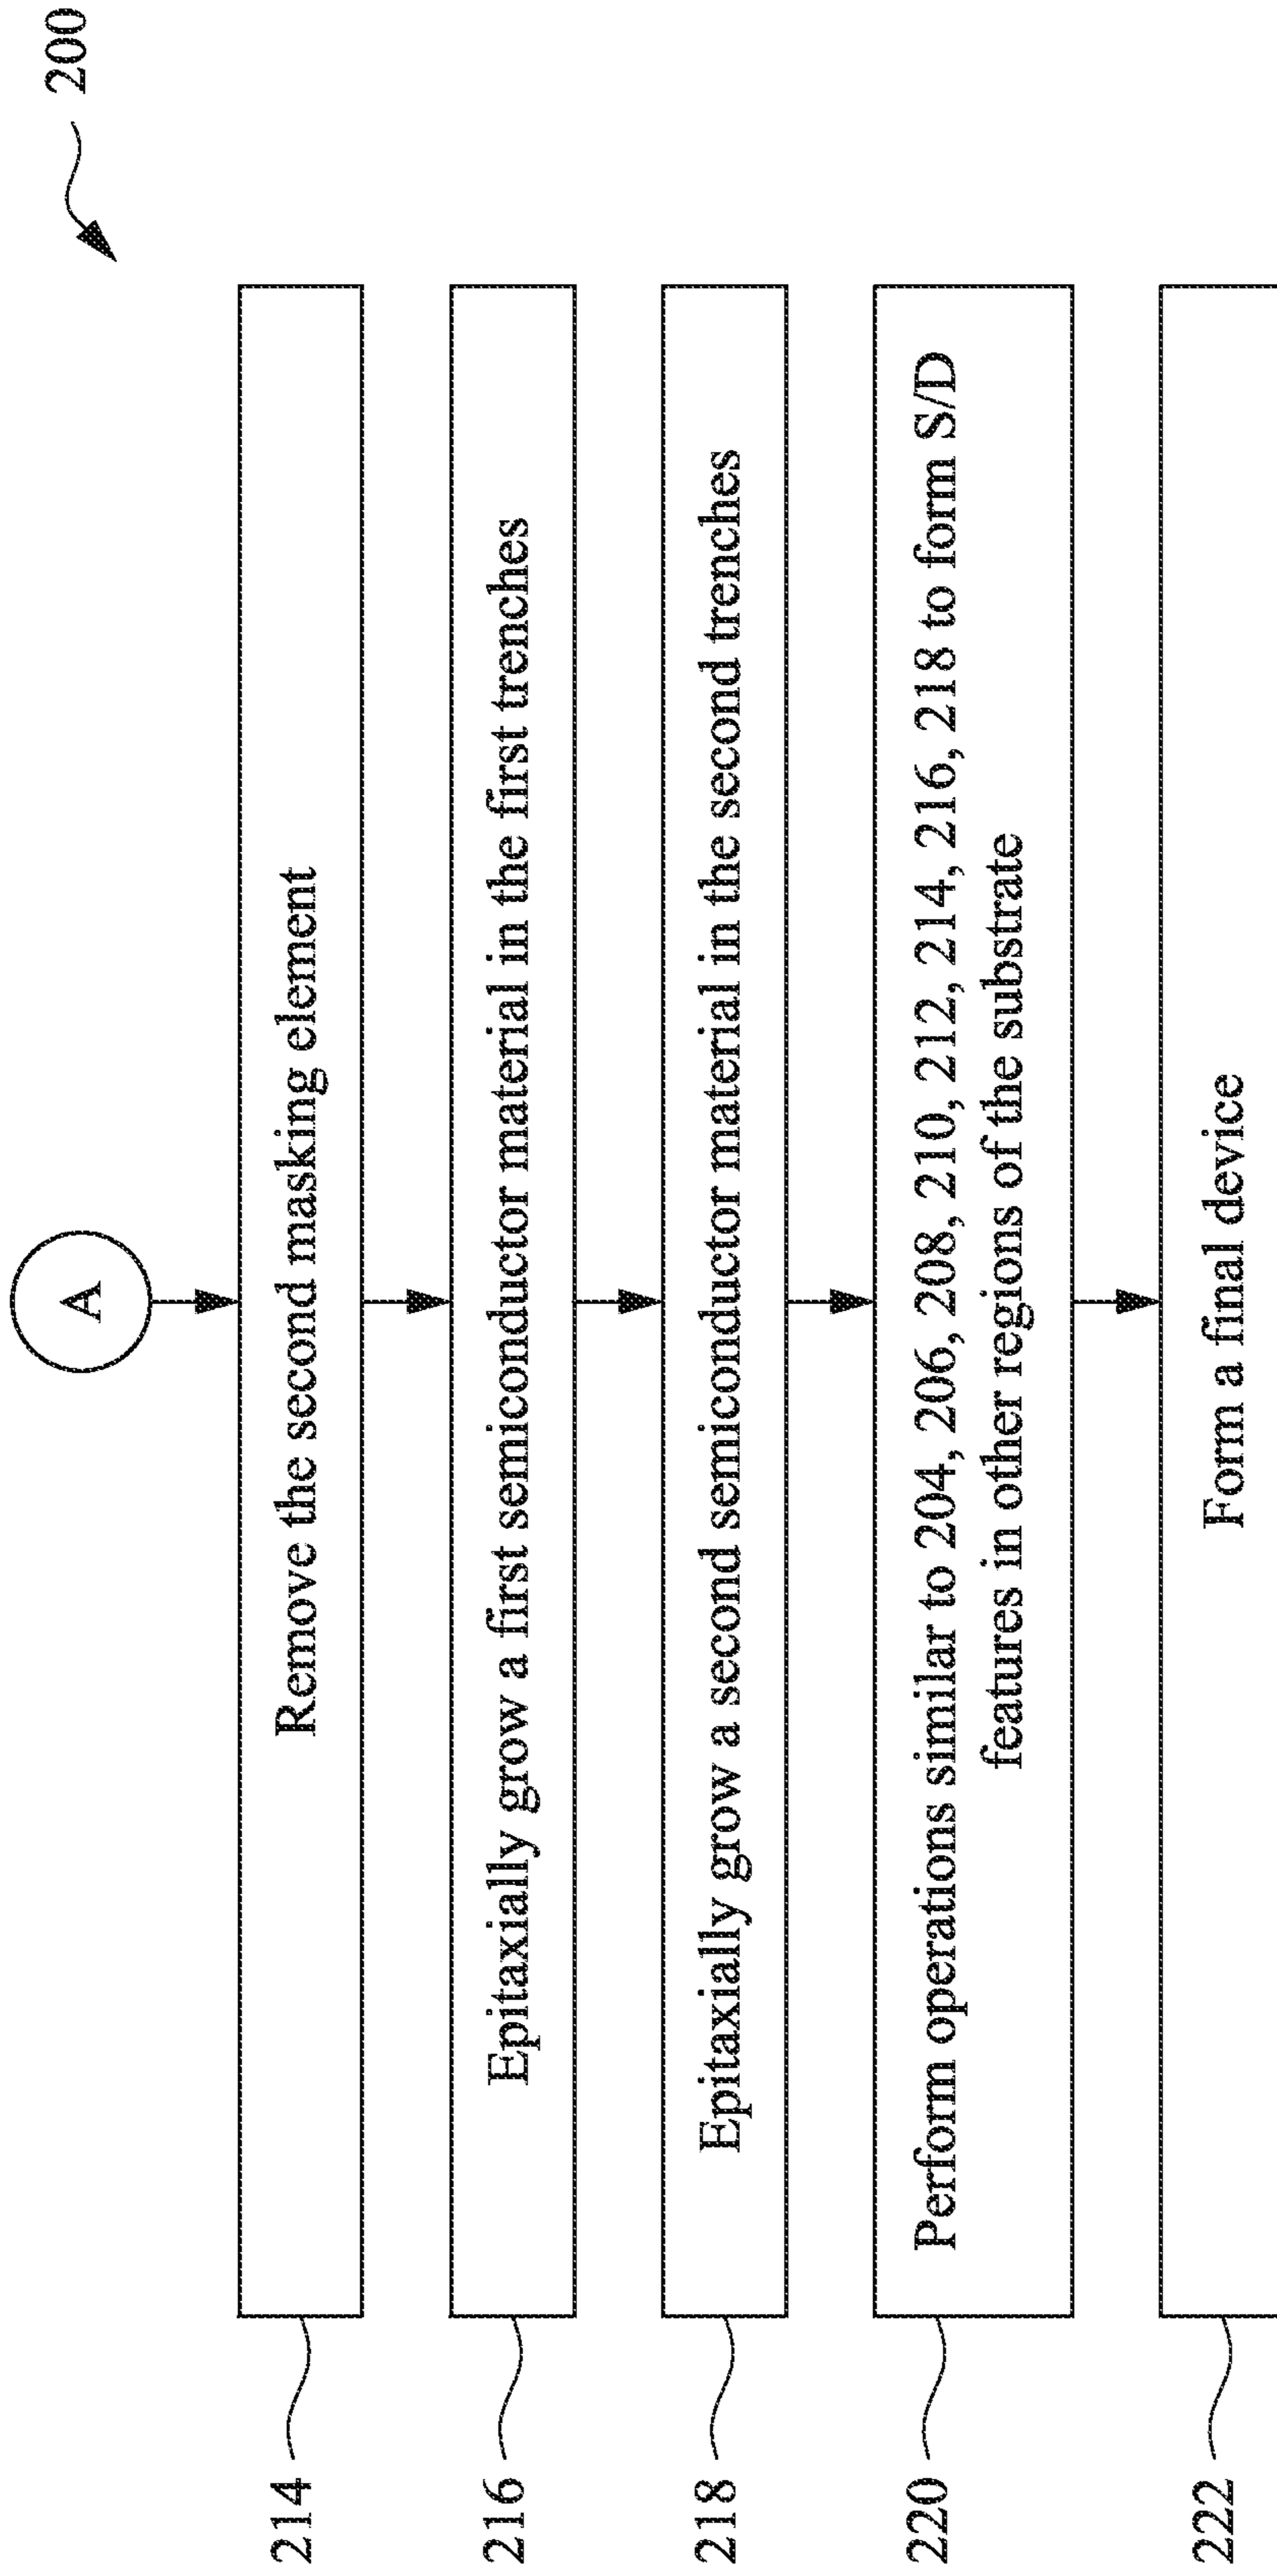 200
A
214
Remove the second masking element
216
Epitaxially grow a first semiconductor material in the first trenches
218
Epitaxially grow a second semiconductor material in the second trenches
220
Perform operations similar to 204, 206, 208, 210, 212, 214, 216, 218 to form S/D
features in other regions of the substrate
222
Form a final device